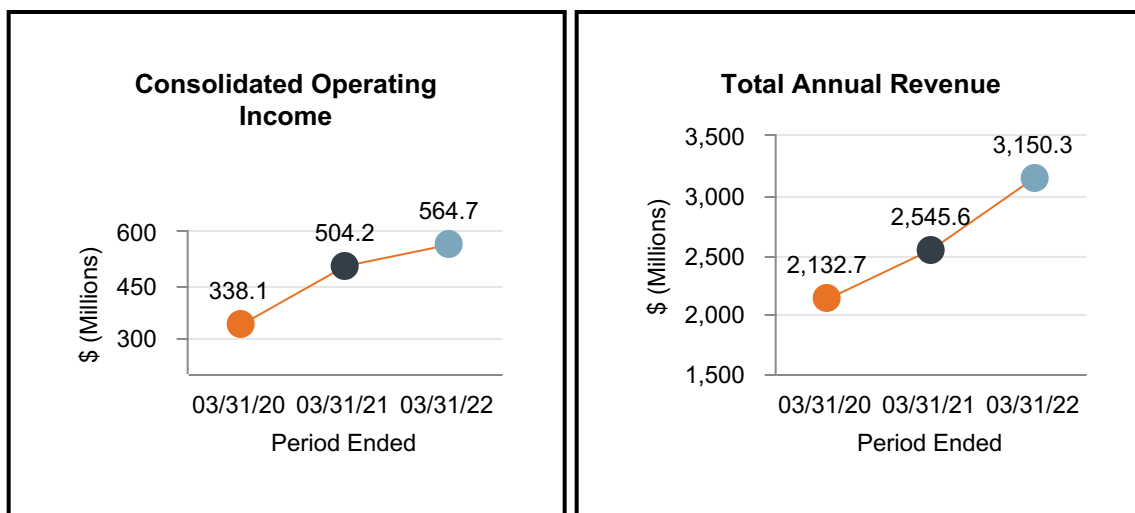 Consolidated Operating
Income
$ (Millions)
600
450
300
338.1
504.2
564.7
03/31/20 03/31/21 03/31/22
Period Ended
Total Annual Revenue
$ (Millions)
3,500
3,000
2,500
2,000
1,500
2,132.7
2,545.6
3,150.3
03/31/20 03/31/21 03/31/22
Period Ended